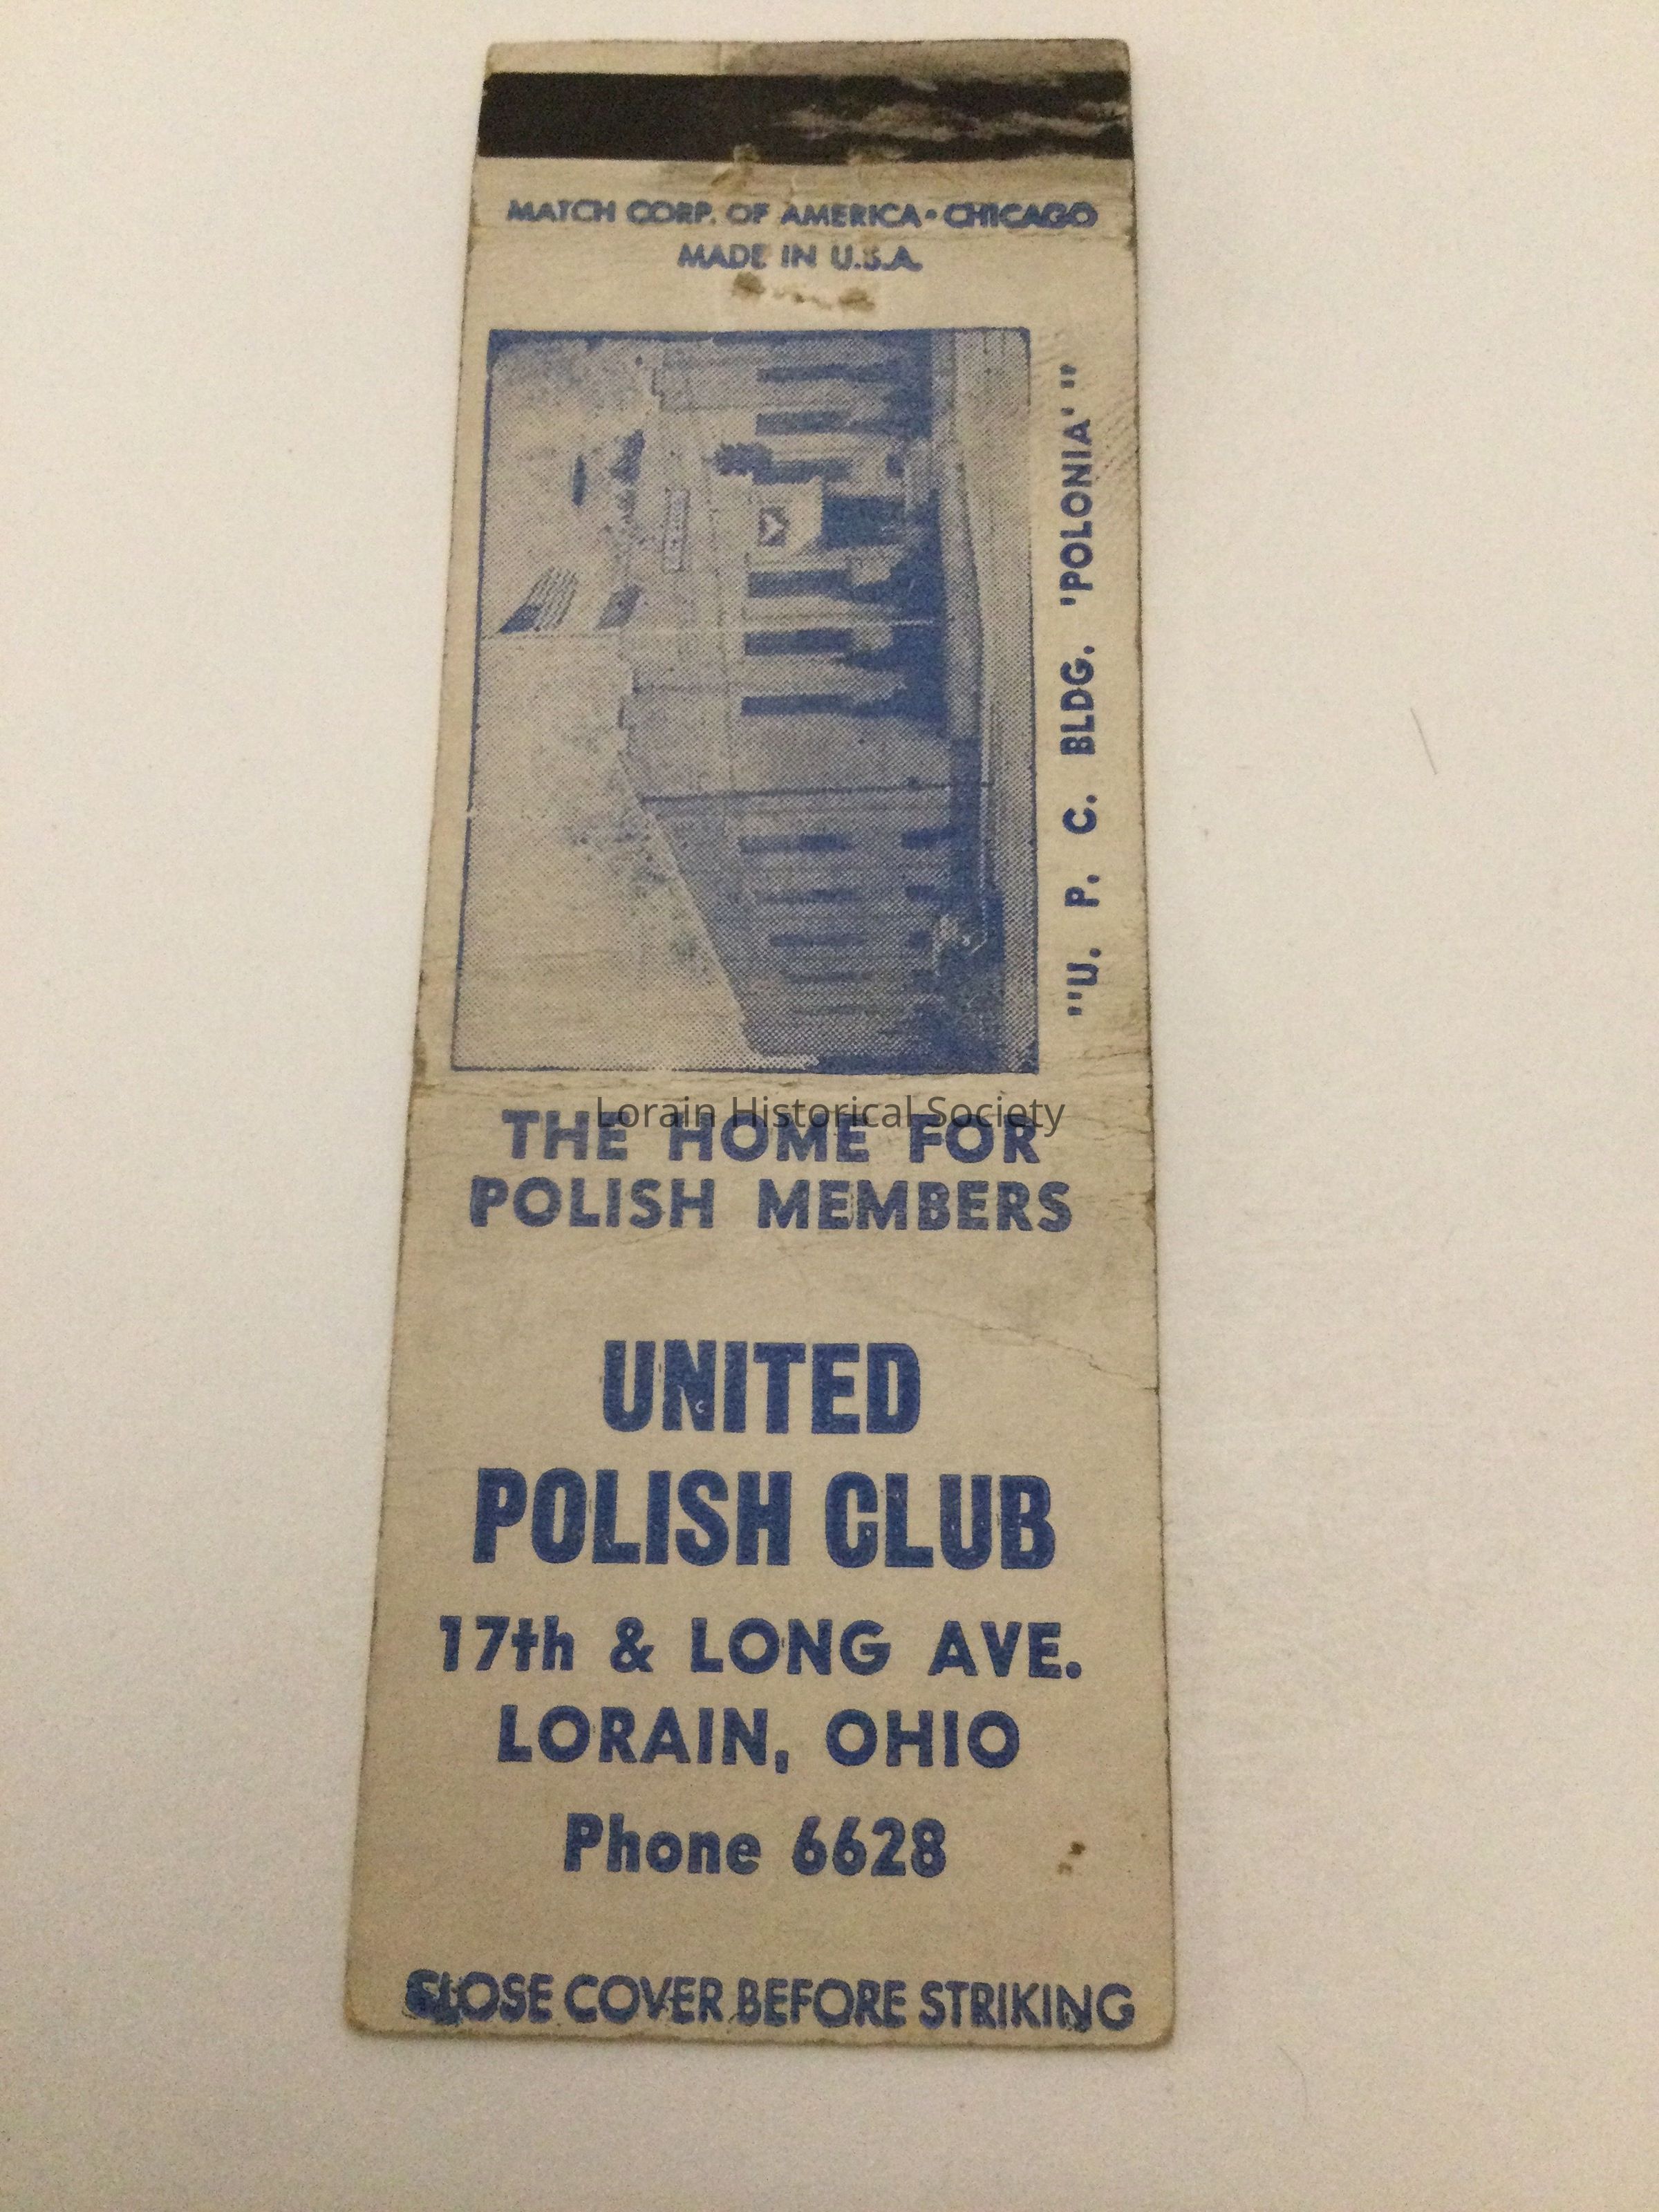 MATCH CORP. OF AMERICA • CHICAGO
MADE IN U.S.A.
"U. P. C. BLDG. 'POLONIA' "
Lorain Historical Society
THE HOME FOR
POLISH MEMBERS
UNITED
POLISH CLUB
17th & LONG AVE.
LORAIN, OHIO
Phone 6628
CLOSE COVER BEFORE STRIKING